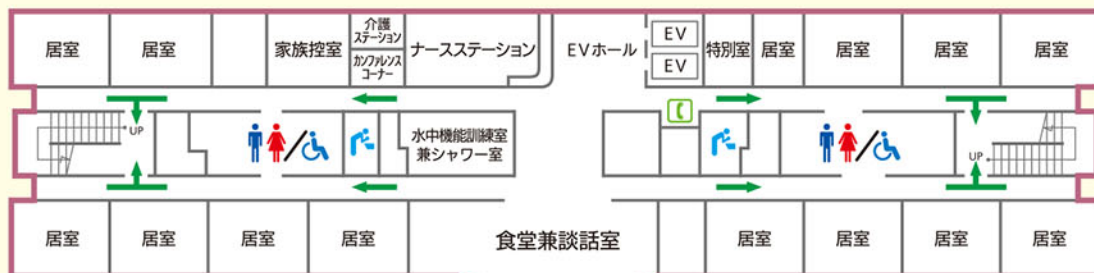 居室
居室
家族控室
介護
ステーション
カンファレンス
コーナー
ナースステーション
EVホール
EV
EV
特別室
居室
居室
居室
UP
水中機能訓練室
兼シャワー室
UP
居室
居室
居室
居室
食堂兼談話室
居室
居室
居室